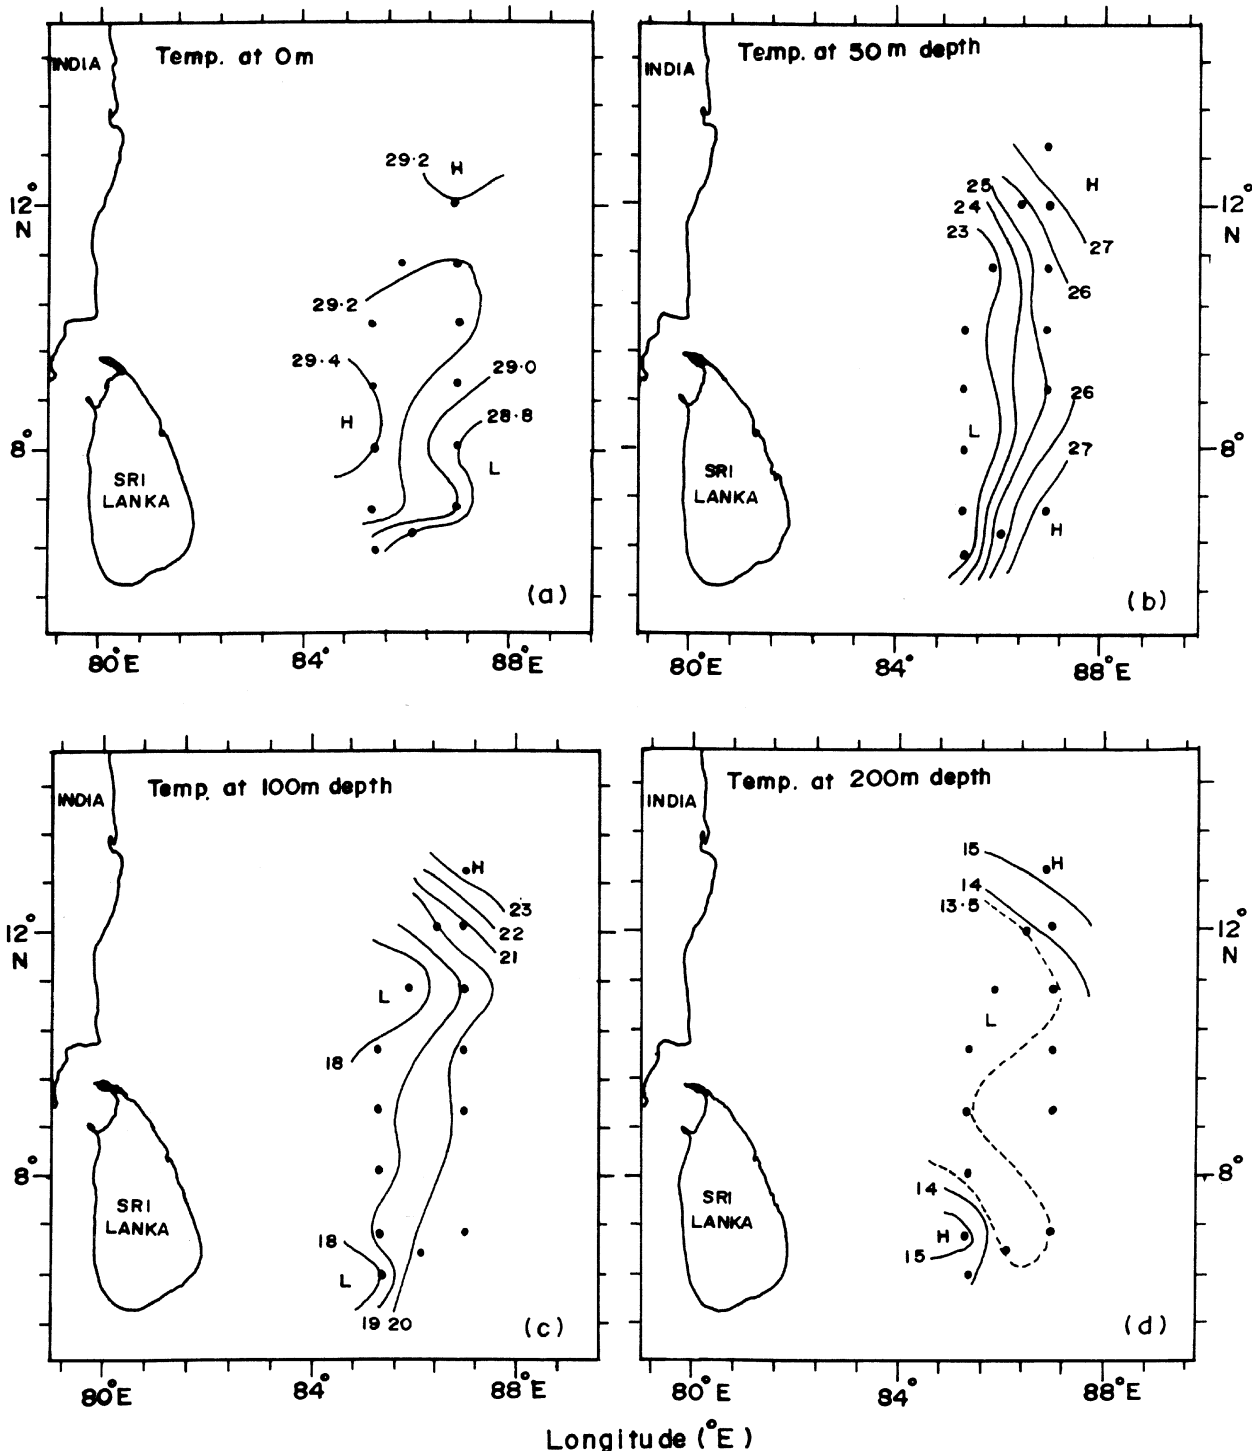 Temp. at 0m
INDIA
29·2
H
12°
N
29·2
29·4
29·0
28·8
H
8°
L
SRI
LANKA
(a)
80°E
84°
88°E
Temp. at 50m depth
INDIA
H
25
24
12°
N
23
27
26
26
L
27
8°
SRI
LANKA
H
(b)
80°E
84°
88°E
Temp. at 100m depth
INDIA
H
23
12°
22
N
21
L
18
8°
SRI
LANKA
18
L
19 20
(c)
80°E
84°
88°E
Temp. at 200m depth
INDIA
15
H
14
13·5
12°
N
L
8°
14
SRI
LANKA
H
15
(d)
80°E
84°
88°E
Longitude (°E)